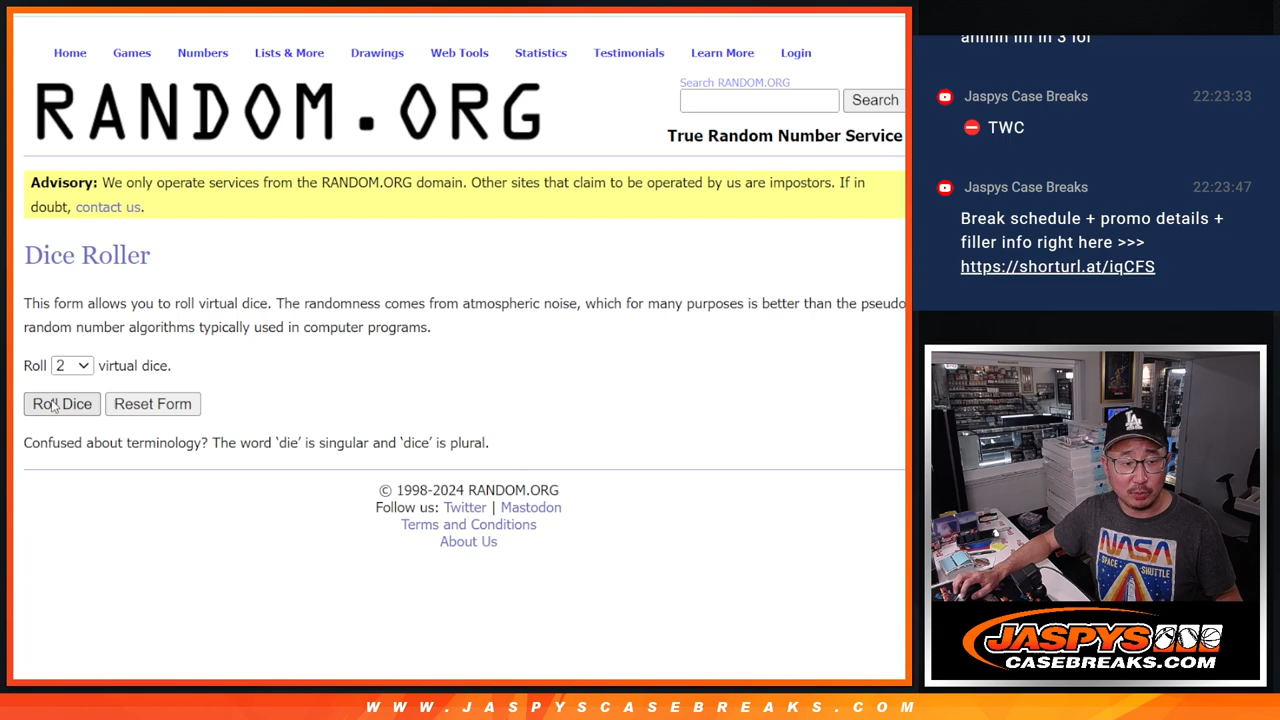 Home Games Numbers Lists & More Drawings Web Tools Statistics Testimonials Learn More Login
RANDOM.ORG
Search RANDOM.ORG
Search
True Random Number Service
Advisory: We only operate services from the RANDOM.ORG domain. Other sites that claim to be operated by us are impostors. If in
doubt, contact us.
Dice Roller
This form allows you to roll virtual dice. The randomness comes from atmospheric noise, which for many purposes is better than the pseudo
random number algorithms typically used in computer programs.
Roll 2 virtual dice.
Roll Dice Reset Form
Confused about terminology? The word ‘die’ is singular and ‘dice’ is plural.
© 1998-2024 RANDOM.ORG
Follow us: Twitter | Mastodon
Terms and Conditions
About Us
Jaspys Case Breaks 22:23:33
TWC
Jaspys Case Breaks 22:23:47
Break schedule + promo details +
filler info right here >>>
https://shorturl.at/iqCFS
LA
NASA
SPACE SHUTTLE
JASPYS
CASEBREAKS.COM
WWW.JASPYSCASEBREAKS.COM